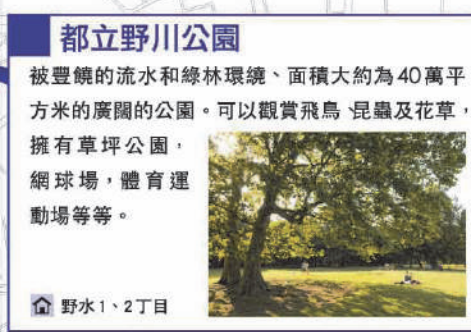 都立野川公園
被豐饒的流水和綠林環繞、面積大約為40萬平
方米的廣闊的公園。可以觀賞飛鳥、昆蟲及花草，
擁有草坪公園，
網球場，體育運
動場等等。
野水1、2丁目